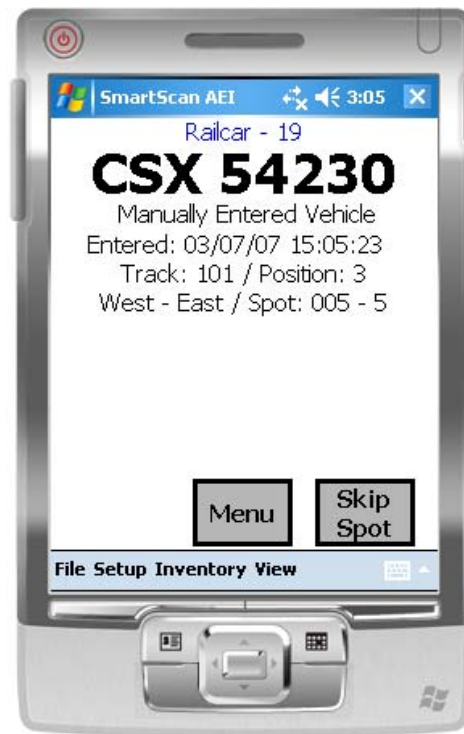 SmartScan AEI 3:05
Railcar - 19
CSX 54230
Manually Entered Vehicle
Entered: 03/07/07 15:05:23
Track: 101 / Position: 3
West - East / Spot: 005 - 5
Menu
Skip
Spot
File Setup Inventory View